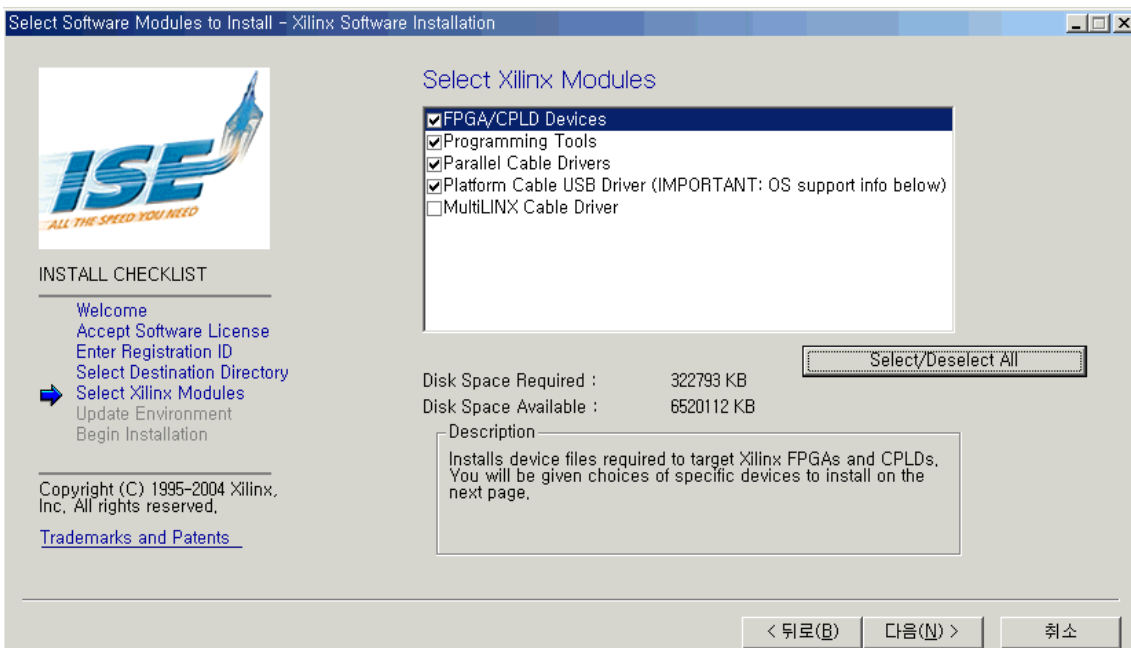 Select Software Modules to Install - Xilinx Software Installation
ISE
ALL THE SPEED YOU NEED
INSTALL CHECKLIST
Welcome
Accept Software License
Enter Registration ID
Select Destination Directory
Select Xilinx Modules
Update Environment
Begin Installation
Copyright (C) 1995-2004 Xilinx,
Inc. All rights reserved.
Trademarks and Patents
Select Xilinx Modules
FPGA/CPLD Devices
Programming Tools
Parallel Cable Drivers
Platform Cable USB Driver (IMPORTANT: OS support info below)
MultiLINX Cable Driver
Select/Deselect All
Disk Space Required : 322793 KB
Disk Space Available : 6520112 KB
Description
Installs device files required to target Xilinx FPGAs and CPLDs.
You will be given choices of specific devices to install on the
next page.
< 뒤로(B) 다음(N) > 취소